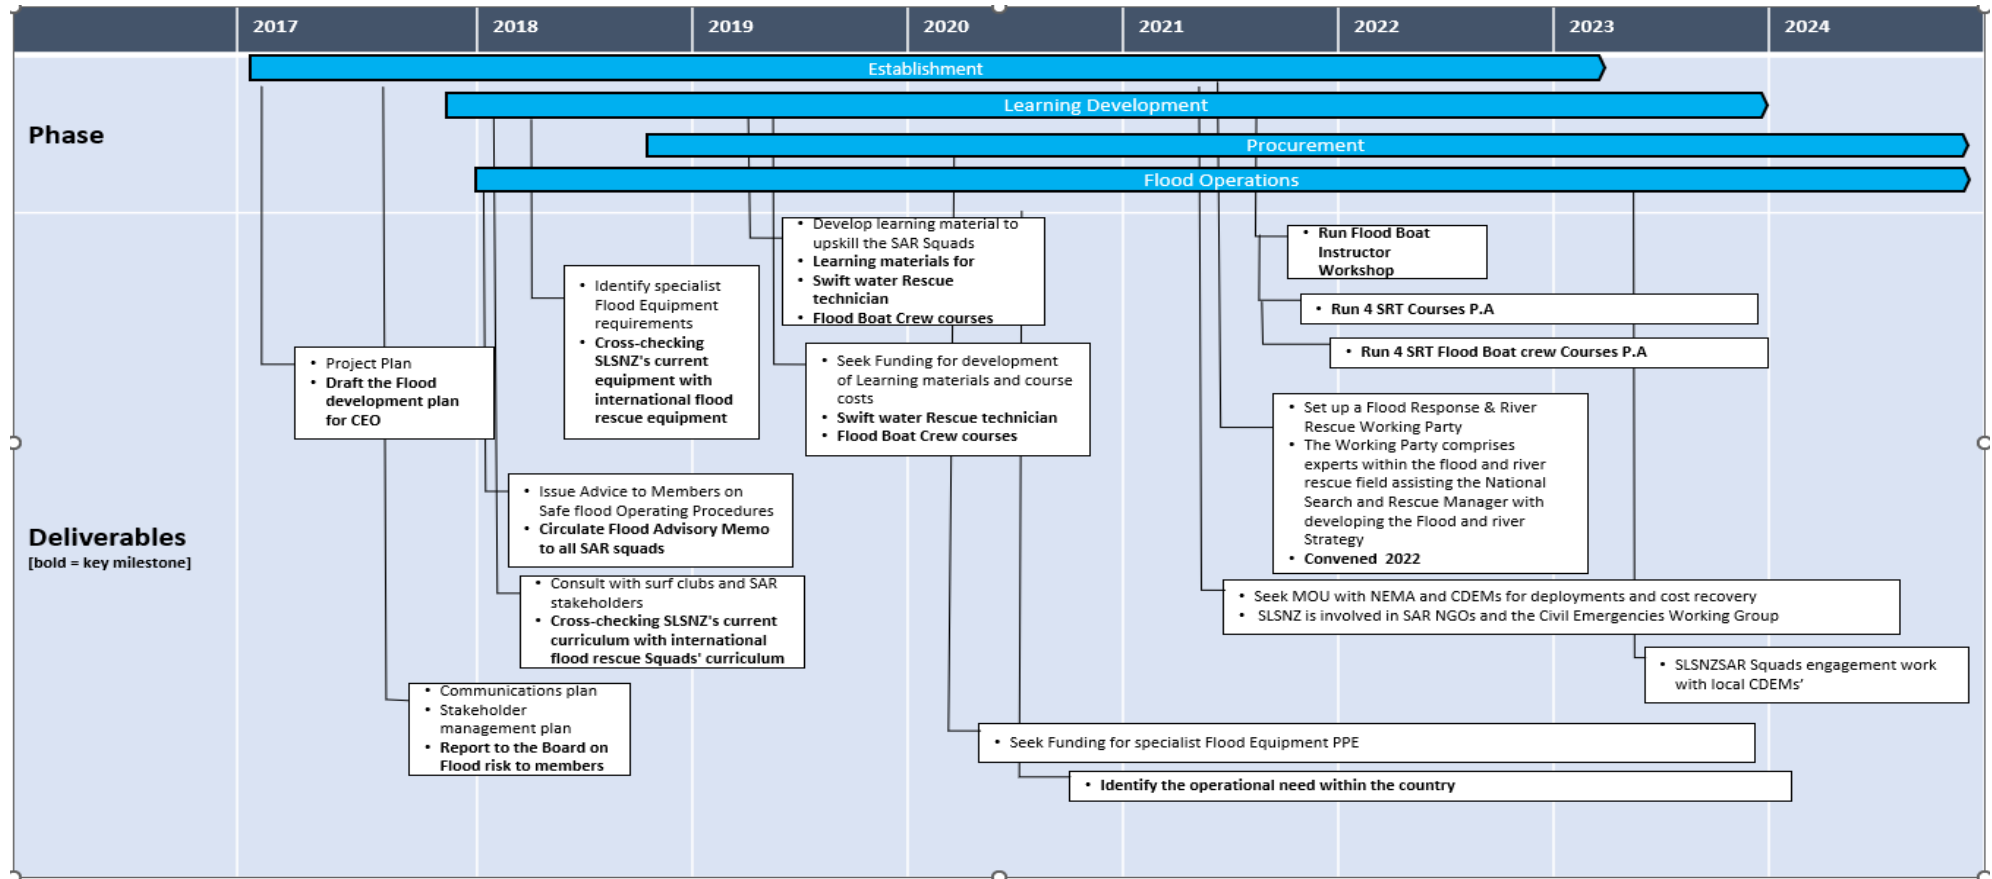 2017 2018 2019 2020 2021 2022 2023 2024
Phase
Establishment
Learning Development
Procurement
Flood Operations
Deliverables
[bold = key milestone]
• Project Plan
• Draft the Flood
development plan
for CEO
• Communications plan
• Stakeholder
management plan
• Report to the Board on
Flood risk to members
• Identify specialist
Flood Equipment
requirements
• Cross-checking
SLSNZ's current
equipment with
international flood
rescue equipment
• Issue Advice to Members on
Safe flood Operating Procedures
• Circulate Flood Advisory Memo
to all SAR squads
• Consult with surf clubs and SAR
stakeholders
• Cross-checking SLSNZ's current
curriculum with international
flood rescue Squads' curriculum
• Develop learning material to
upskill the SAR Squads
• Learning materials for
• Swift water Rescue
technician
• Flood Boat Crew courses
• Seek Funding for development
of Learning materials and course
costs
• Swift water Rescue technician
• Flood Boat Crew courses
• Seek Funding for specialist Flood Equipment PPE
• Identify the operational need within the country
• Run Flood Boat
Instructor
Workshop
• Run 4 SRT Courses P.A
• Run 4 SRT Flood Boat crew Courses P.A
• Set up a Flood Response & River
Rescue Working Party
• The Working Party comprises
experts within the flood and river
rescue field assisting the National
Search and Rescue Manager with
developing the Flood and river
Strategy
• Convened 2022
• Seek MOU with NEMA and CDEMs for deployments and cost recovery
• SLSNZ is involved in SAR NGOs and the Civil Emergencies Working Group
• SLSNZSAR Squads engagement work
with local CDEMs'